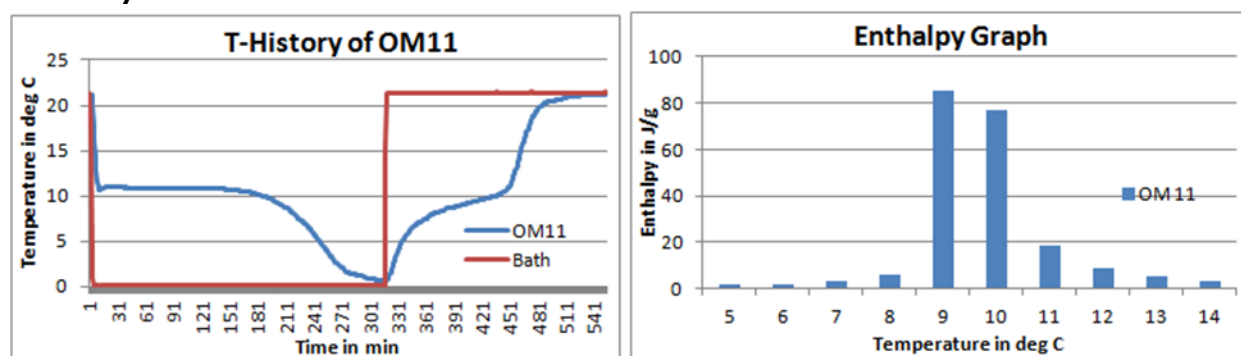 T-History of OM11
Temperature in deg C
25
20
15
10
5
0
OM11
Bath
1 31 61 91 121 151 181 211 241 271 301 331 361 391 421 451 481 511 541
Time in min
Enthalpy Graph
Enthalpy in J/g
100
80
60
40
20
0
OM11
5 6 7 8 9 10 11 12 13 14
Temperature in deg C